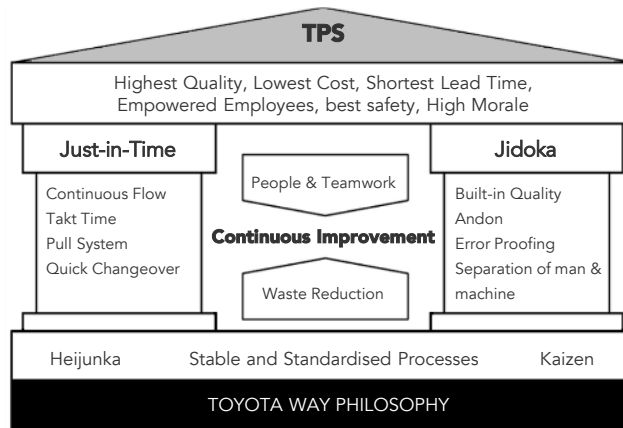 TPS
Highest Quality, Lowest Cost, Shortest Lead Time,
Empowered Employees, best safety, High Morale
Just-in-Time
Continuous Flow
Takt Time
Pull System
Quick Changeover
People & Teamwork
Continuous Improvement
Waste Reduction
Jidoka
Built-in Quality
Andon
Error Proofing
Separation of man &
machine
Heijunka Stable and Standardised Processes Kaizen
TOYOTA WAY PHILOSOPHY